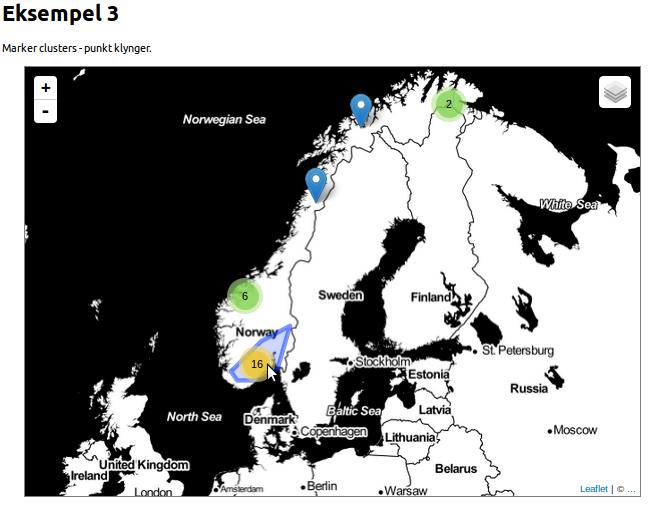 Eksempel 3
Marker clusters - punkt klynger.
+
-
2
Norwegian Sea
White Sea
6
Sweden
Finland
Norway
16
Stockholm
St. Petersburg
Estonia
Russia
North Sea
Baltic Sea
Latvia
Denmark
Copenhagen
Lithuania
Moscow
United Kingdom
Ireland
Belarus
London
Amsterdam
Berlin
Warsaw
Leaflet | © ...